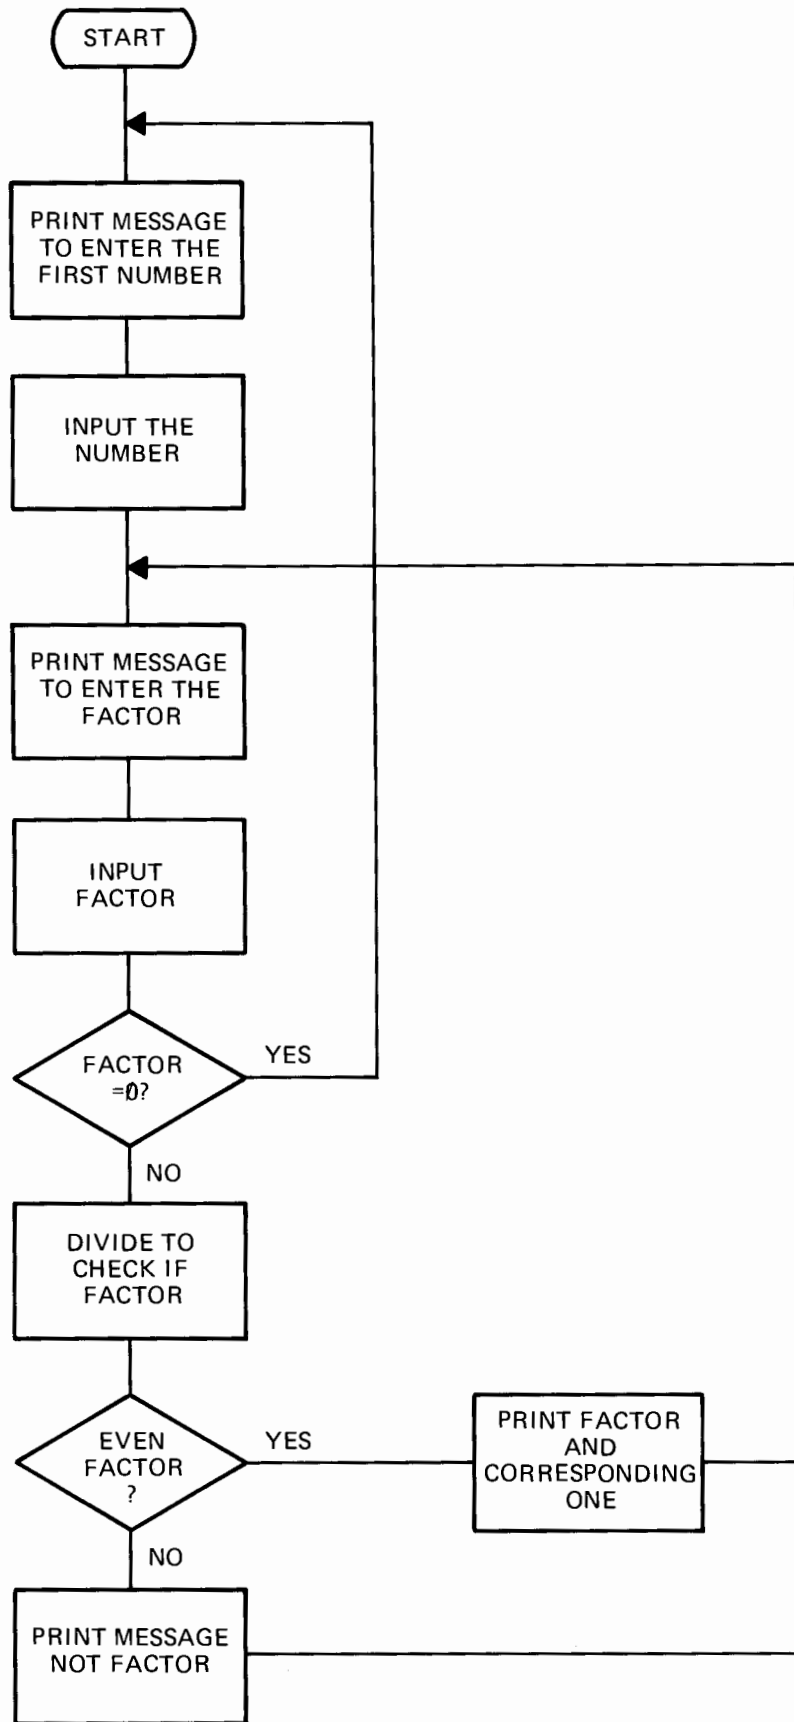 START
PRINT MESSAGE
TO ENTER THE
FIRST NUMBER
INPUT THE
NUMBER
PRINT MESSAGE
TO ENTER THE
FACTOR
INPUT
FACTOR
FACTOR
=0?
YES
NO
DIVIDE TO
CHECK IF
FACTOR
EVEN
FACTOR
?
YES
PRINT FACTOR
AND
CORRESPONDING
ONE
NO
PRINT MESSAGE
NOT FACTOR